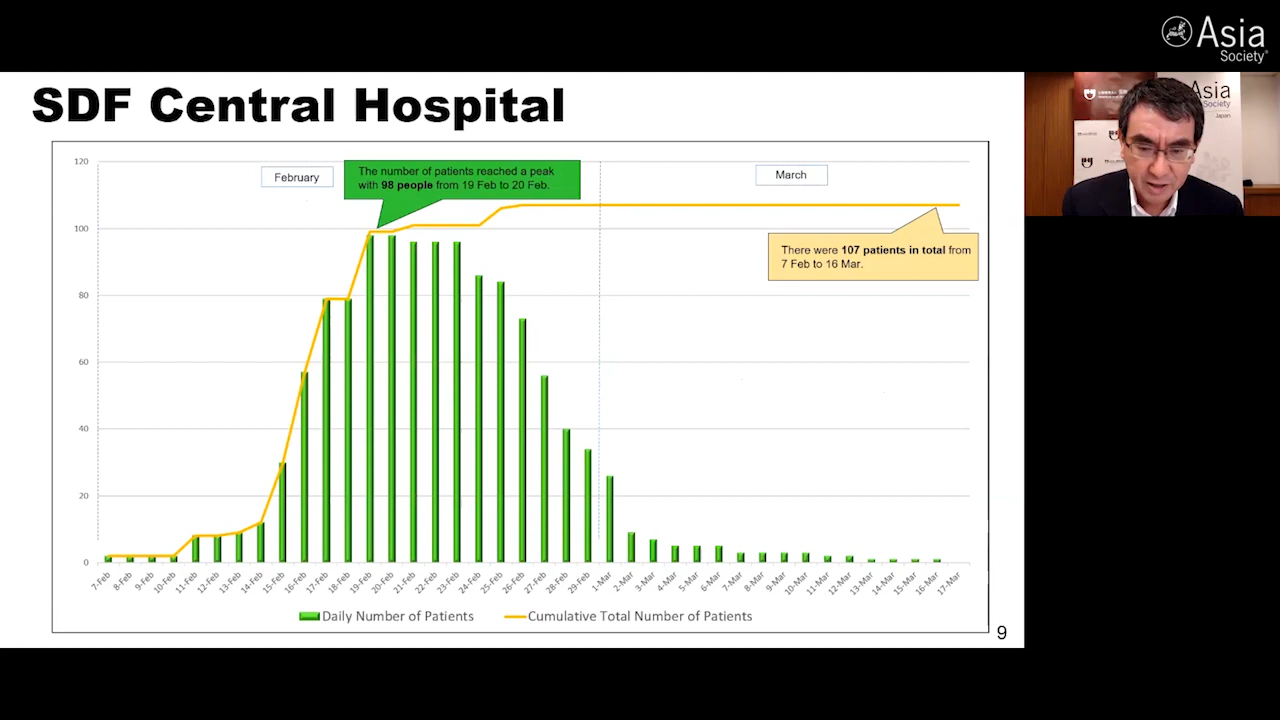 Asia
Society
SDF Central Hospital
Asia
Society
Japan
120
100
80
60
40
20
0
February
The number of patients reached a peak
with 98 people from 19 Feb to 20 Feb.
March
There were 107 patients in total from
7 Feb to 16 Mar.
7-Feb
8-Feb
9-Feb
10-Feb
11-Feb
12-Feb
13-Feb
14-Feb
15-Feb
16-Feb
17-Feb
18-Feb
19-Feb
20-Feb
21-Feb
22-Feb
23-Feb
24-Feb
25-Feb
26-Feb
27-Feb
28-Feb
29-Feb
1-Mar
2-Mar
3-Mar
4-Mar
5-Mar
6-Mar
7-Mar
8-Mar
9-Mar
10-Mar
11-Mar
12-Mar
13-Mar
14-Mar
15-Mar
16-Mar
17-Mar
Daily Number of Patients
Cumulative Total Number of Patients
9